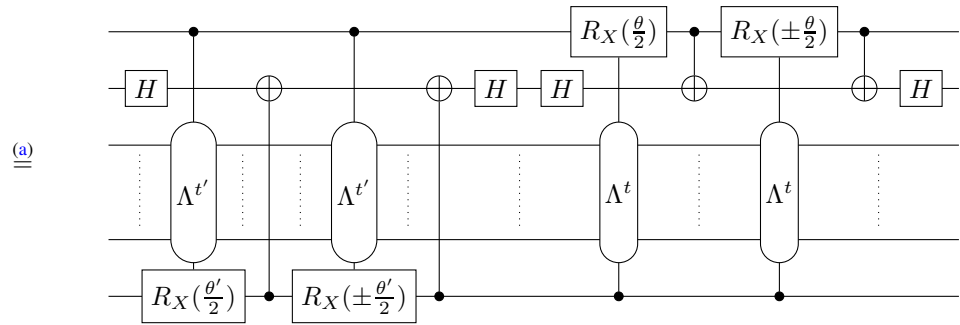 R_X(θ/2) R_X(±θ/2)
H H H H
(a)
=
Λ^{t′} Λ^{t′} Λ^t Λ^t
R_X(θ′/2) R_X(±θ′/2)